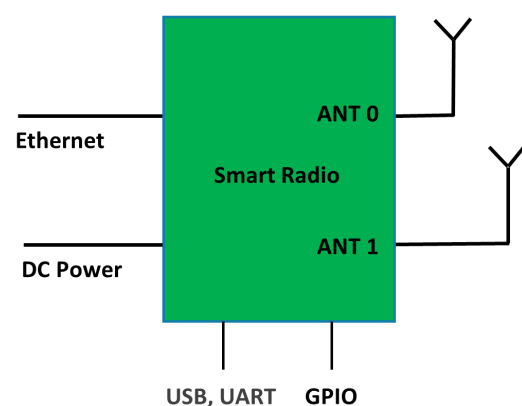 ANT 0
Ethernet
Smart Radio
ANT 1
DC Power
USB, UART GPIO